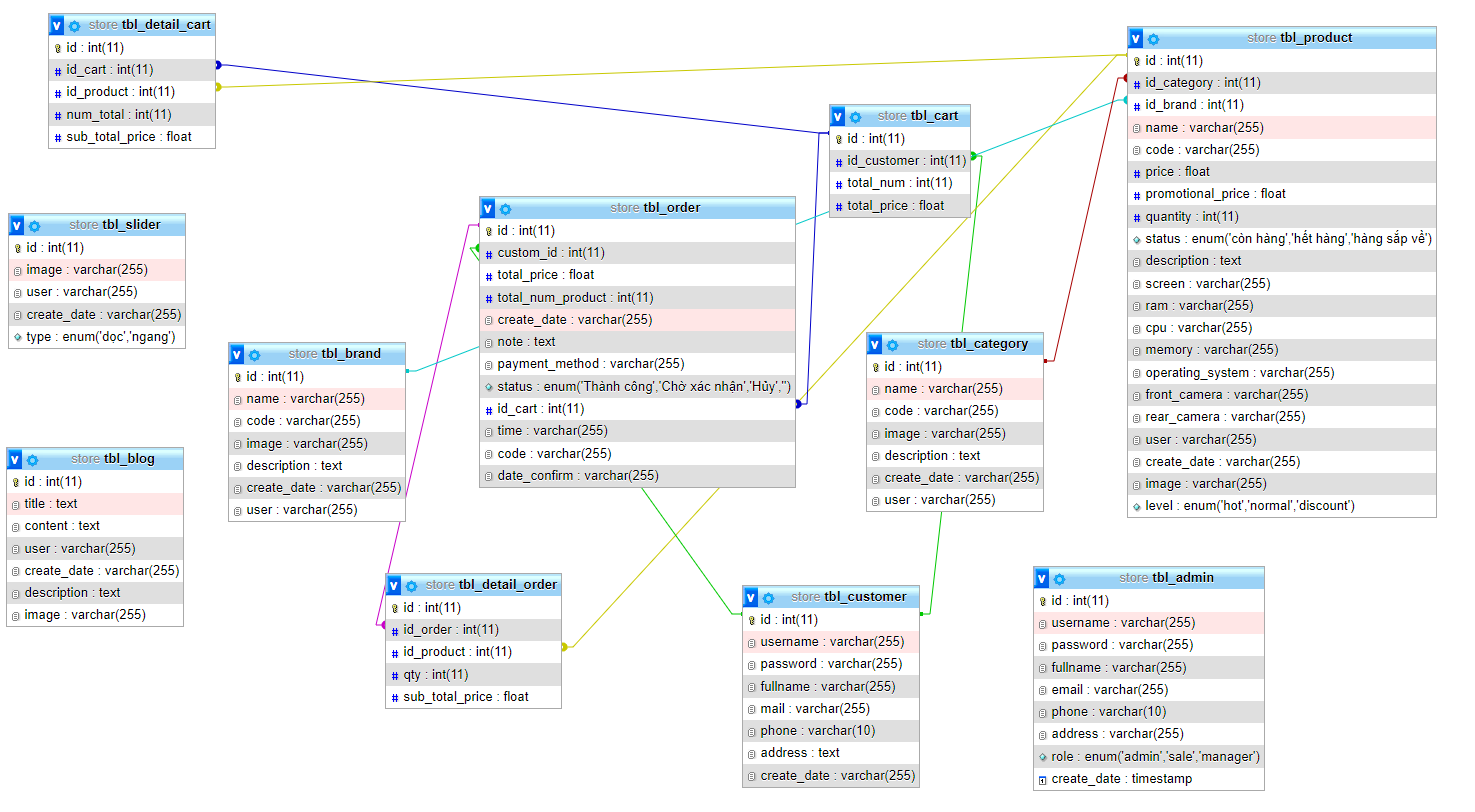 store tbl_detail_cart
id : int(11)
id_cart : int(11)
id_product : int(11)
num_total : int(11)
sub_total_price : float
store tbl_product
id : int(11)
id_category : int(11)
id_brand : int(11)
name : varchar(255)
code : varchar(255)
price : float
promotional_price : float
quantity : int(11)
status : enum('còn hàng','hết hàng','hàng sắp về')
description : text
screen : varchar(255)
ram : varchar(255)
cpu : varchar(255)
memory : varchar(255)
operating_system : varchar(255)
front_camera : varchar(255)
rear_camera : varchar(255)
user : varchar(255)
create_date : varchar(255)
image : varchar(255)
level : enum('hot','normal','discount')
store tbl_cart
id : int(11)
id_customer : int(11)
total_num : int(11)
total_price : float
store tbl_order
id : int(11)
custom_id : int(11)
total_price : float
total_num_product : int(11)
create_date : varchar(255)
note : text
payment_method : varchar(255)
status : enum('Thành công','Chờ xác nhận','Hủy','')
id_cart : int(11)
time : varchar(255)
code : varchar(255)
date_confirm : varchar(255)
store tbl_slider
id : int(11)
image : varchar(255)
user : varchar(255)
create_date : varchar(255)
type : enum('dọc','ngang')
store tbl_brand
id : int(11)
name : varchar(255)
code : varchar(255)
image : varchar(255)
description : text
create_date : varchar(255)
user : varchar(255)
store tbl_category
id : int(11)
name : varchar(255)
code : varchar(255)
image : varchar(255)
description : text
create_date : varchar(255)
user : varchar(255)
store tbl_blog
id : int(11)
title : text
content : text
user : varchar(255)
create_date : varchar(255)
description : text
image : varchar(255)
store tbl_detail_order
id : int(11)
id_order : int(11)
id_product : int(11)
qty : int(11)
sub_total_price : float
store tbl_customer
id : int(11)
username : varchar(255)
password : varchar(255)
fullname : varchar(255)
mail : varchar(255)
phone : varchar(10)
address : text
create_date : varchar(255)
store tbl_admin
id : int(11)
username : varchar(255)
password : varchar(255)
fullname : varchar(255)
email : varchar(255)
phone : varchar(10)
address : varchar(255)
role : enum('admin','sale','manager')
create_date : timestamp